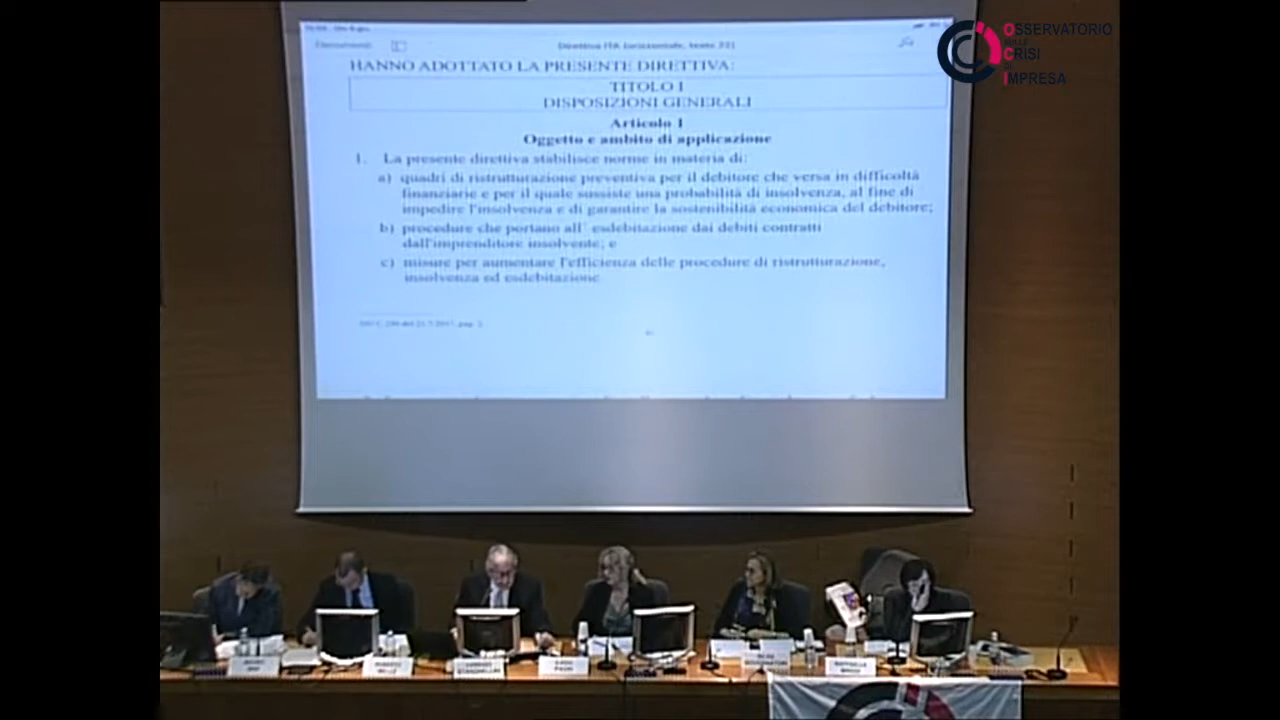 OSSERVATORIO
CRISI
IMPRESA
HANNO ADOTTATO LA PRESENTE DIRETTIVA:
TITOLO I
DISPOSIZIONI GENERALI
Articolo 1
Oggetto e ambito di applicazione
1. La presente direttiva stabilisce norme in materia di:
a) quadri di ristrutturazione preventiva per il debitore che versa in difficoltà
finanziarie e per il quale sussiste una probabilità di insolvenza, al fine di
impedire l'insolvenza e di garantire la sostenibilità economica del debitore;
b) procedure che portano all' esdebitazione dai debiti contratti
dall'imprenditore insolvente; e
c) misure per aumentare l'efficienza delle procedure di ristrutturazione,
insolvenza ed esdebitazione